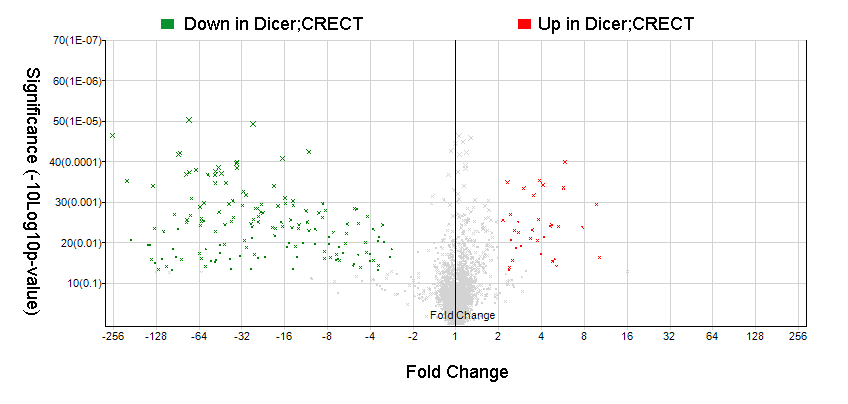 Down in Dicer;CRECT
Up in Dicer;CRECT
Significance (-10Log10p-value)
70(1E-07)
60(1E-06)
50(1E-05)
40(0.0001)
30(0.001)
20(0.01)
10(0.1)
Fold Change
-256 -128 -64 -32 -16 -8 -4 -2 1 2 4 8 16 32 64 128 256
Fold Change